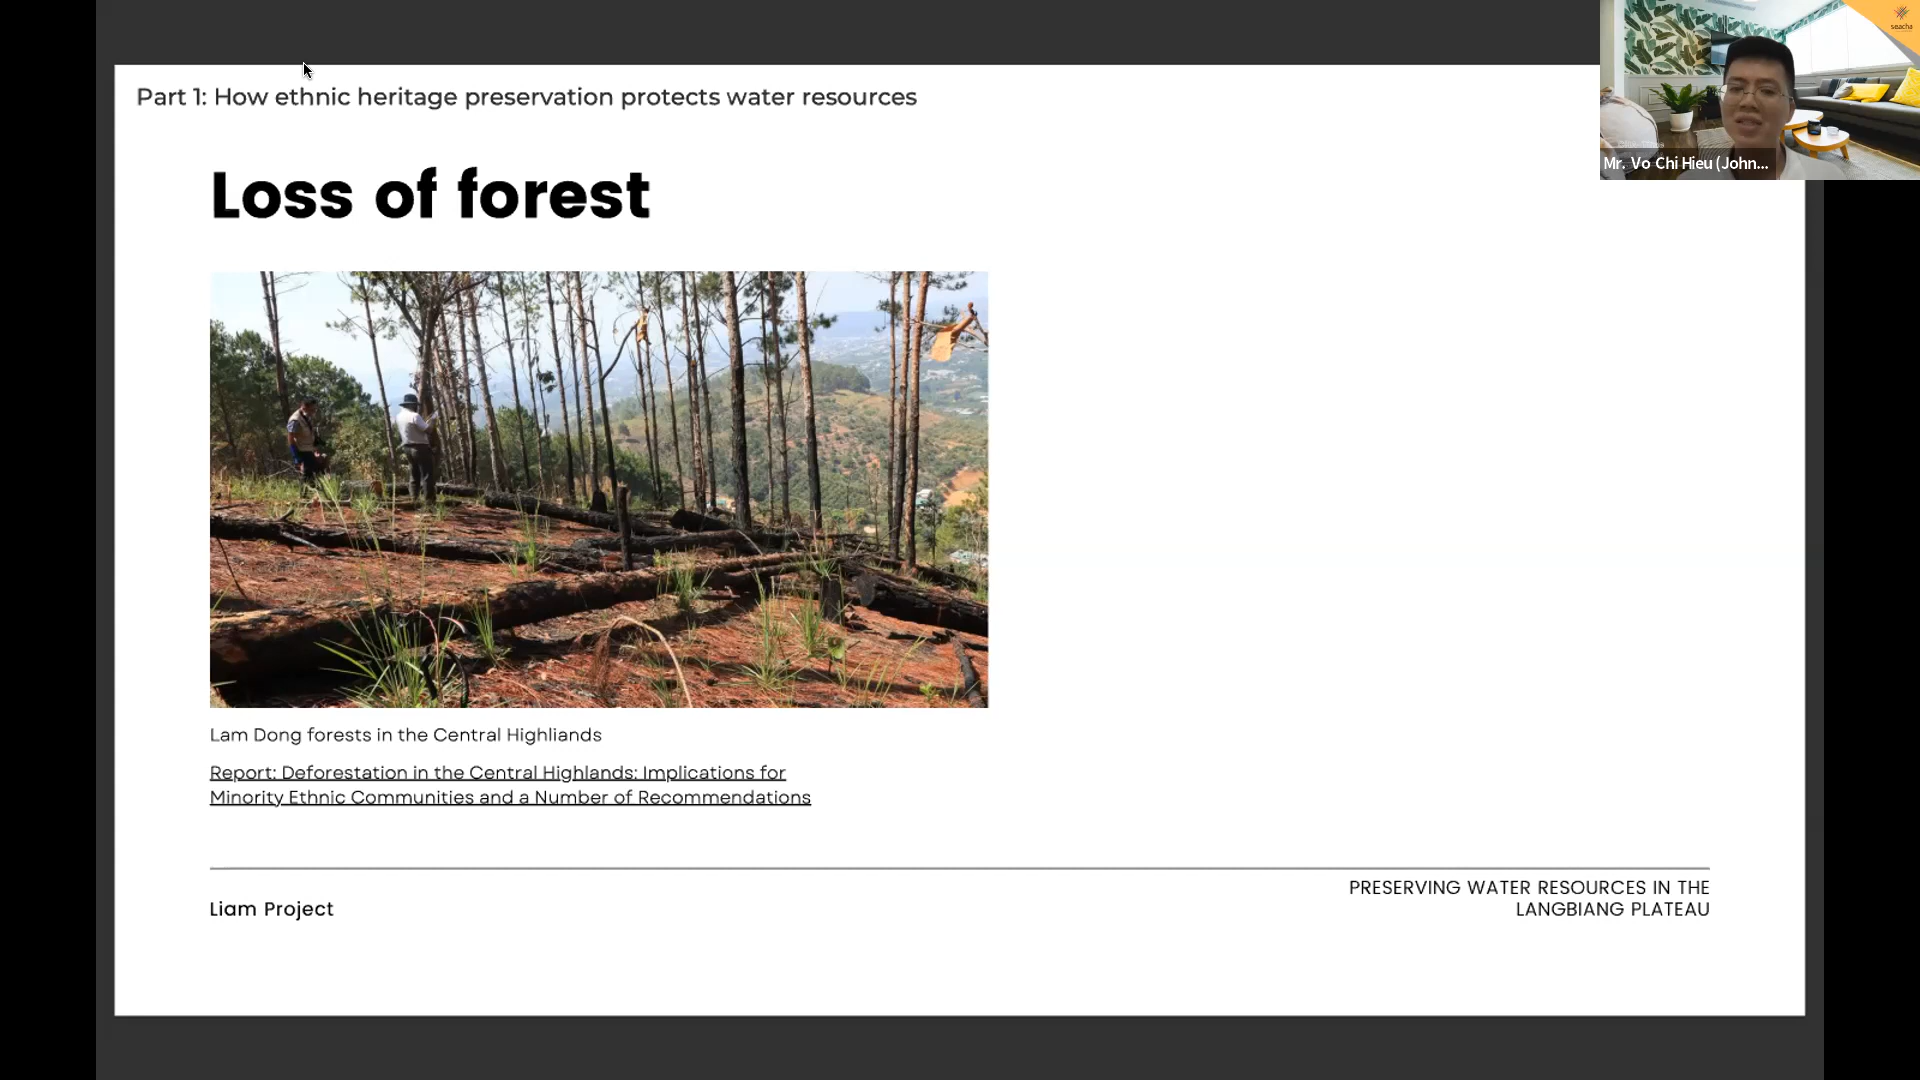 Part 1: How ethnic heritage preservation protects water resources
seacha
Mr. Vo Chi Hieu (John...
Loss of forest
Lam Dong forests in the Central Highliands
Report: Deforestation in the Central Highlands: Implications for
Minority Ethnic Communities and a Number of Recommendations
Liam Project
PRESERVING WATER RESOURCES IN THE
LANGBIANG PLATEAU